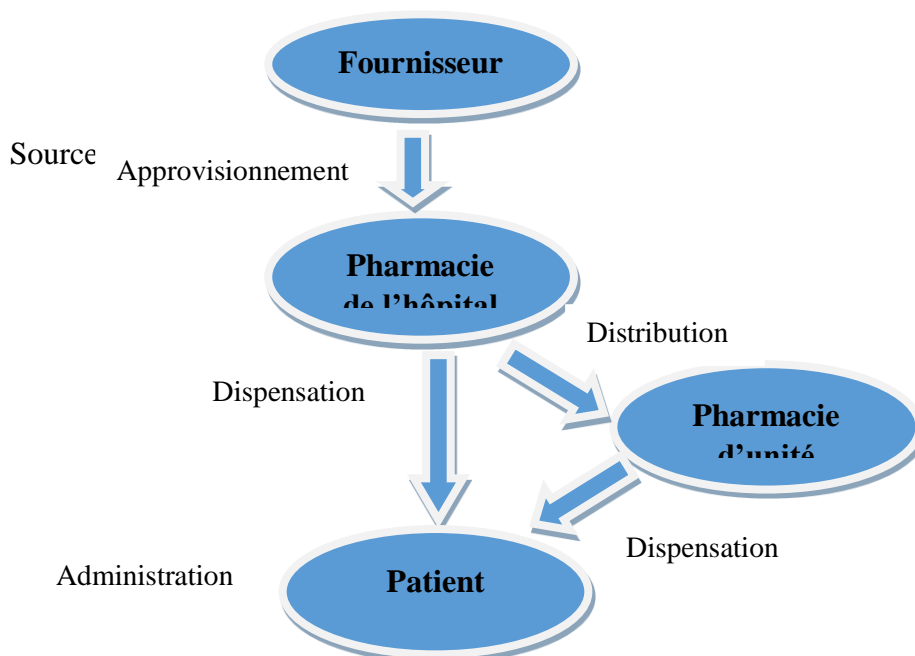 Fournisseur
Source
Approvisionnement
Pharmacie
de l’hôpital
Distribution
Dispensation
Pharmacie
d’unité
Dispensation
Administration
Patient